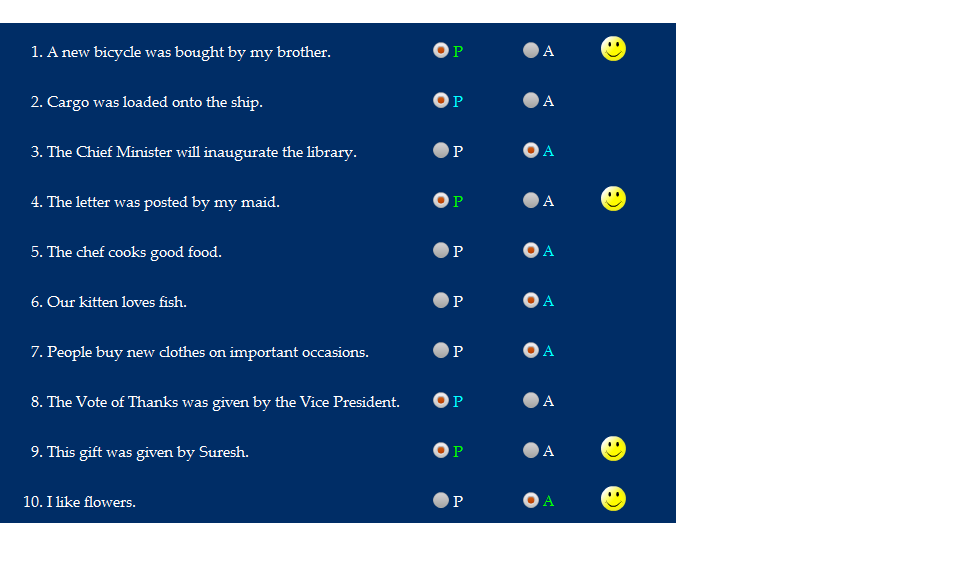 1. A new bicycle was bought by my brother. P A
2. Cargo was loaded onto the ship. P A
3. The Chief Minister will inaugurate the library. P A
4. The letter was posted by my maid. P A
5. The chef cooks good food. P A
6. Our kitten loves fish. P A
7. People buy new clothes on important occasions. P A
8. The Vote of Thanks was given by the Vice President. P A
9. This gift was given by Suresh. P A
10. I like flowers. P A